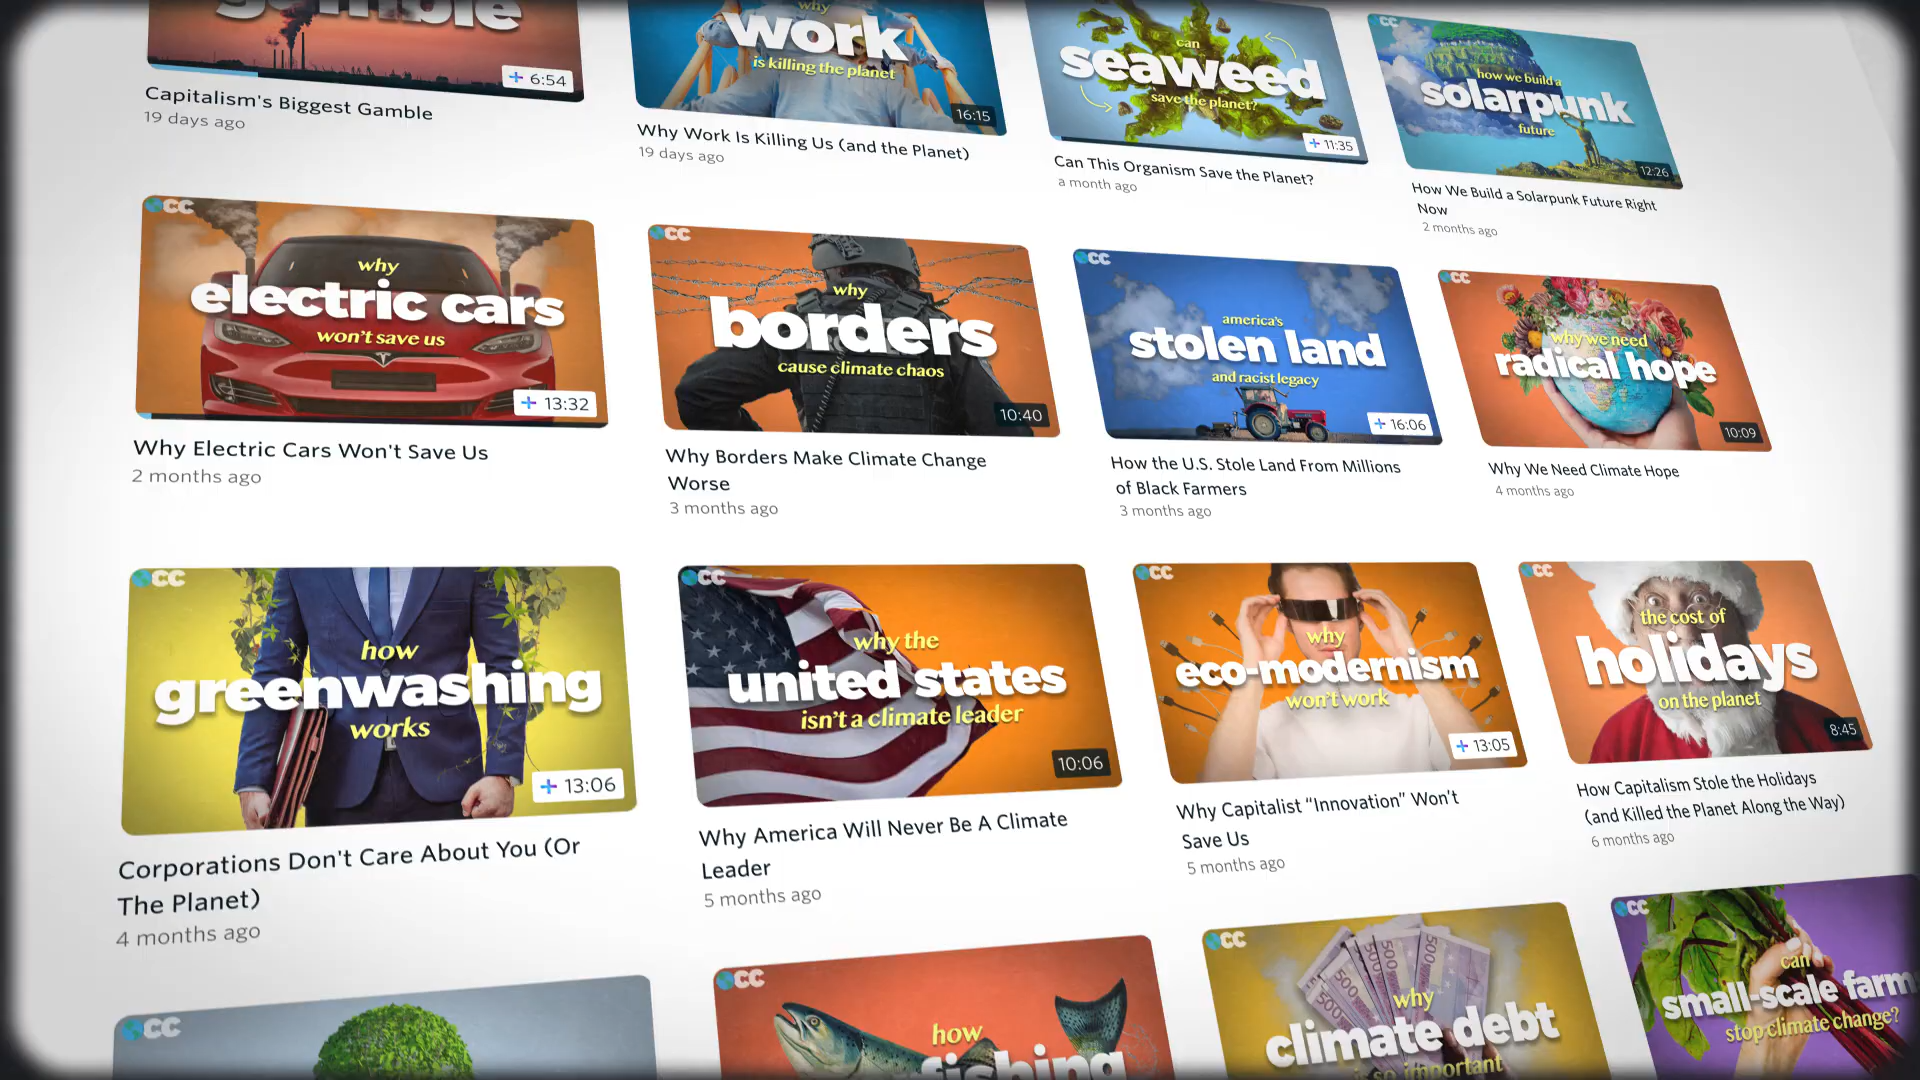 gamble
+ 6:54
Capitalism's Biggest Gamble
19 days ago
why
work
is killing the planet
16:15
Why Work Is Killing Us (and the Planet)
19 days ago
can
seaweed
save the planet?
+ 11:35
Can This Organism Save the Planet?
a month ago
CC
how we build a
solarpunk
future
12:26
How We Build a Solarpunk Future Right
Now
2 months ago
CC
why
electric cars
won't save us
+ 13:32
Why Electric Cars Won't Save Us
2 months ago
CC
why
borders
cause climate chaos
10:40
Why Borders Make Climate Change
Worse
3 months ago
CC
america's
stolen land
and racist legacy
+ 16:06
How the U.S. Stole Land From Millions
of Black Farmers
3 months ago
CC
why we need
radical hope
10:09
Why We Need Climate Hope
4 months ago
CC
how
greenwashing
works
+ 13:06
Corporations Don't Care About You (Or
The Planet)
4 months ago
CC
why the
united states
isn't a climate leader
10:06
Why America Will Never Be A Climate
Leader
5 months ago
CC
why
eco-modernism
won't work
+ 13:05
Why Capitalist “Innovation” Won't
Save Us
5 months ago
CC
the cost of
holidays
on the planet
8:45
How Capitalism Stole the Holidays
(and Killed the Planet Along the Way)
6 months ago
CC
CC
how
fishing
CC
500 500 500 500
why
climate debt
is so important
CC
can
small-scale farms
stop climate change?